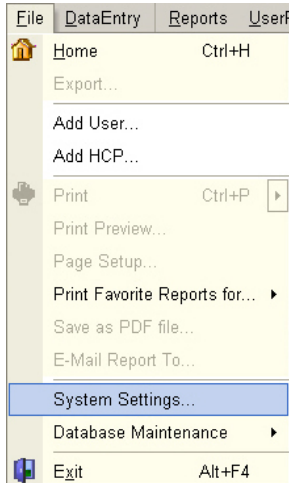 File DataEntry Reports User
Home Ctrl+H
Export...
Add User...
Add HCP...
Print Ctrl+P
Print Preview...
Page Setup...
Print Favorite Reports for...
Save as PDF file...
E-Mail Report To...
System Settings...
Database Maintenance
Exit Alt+F4